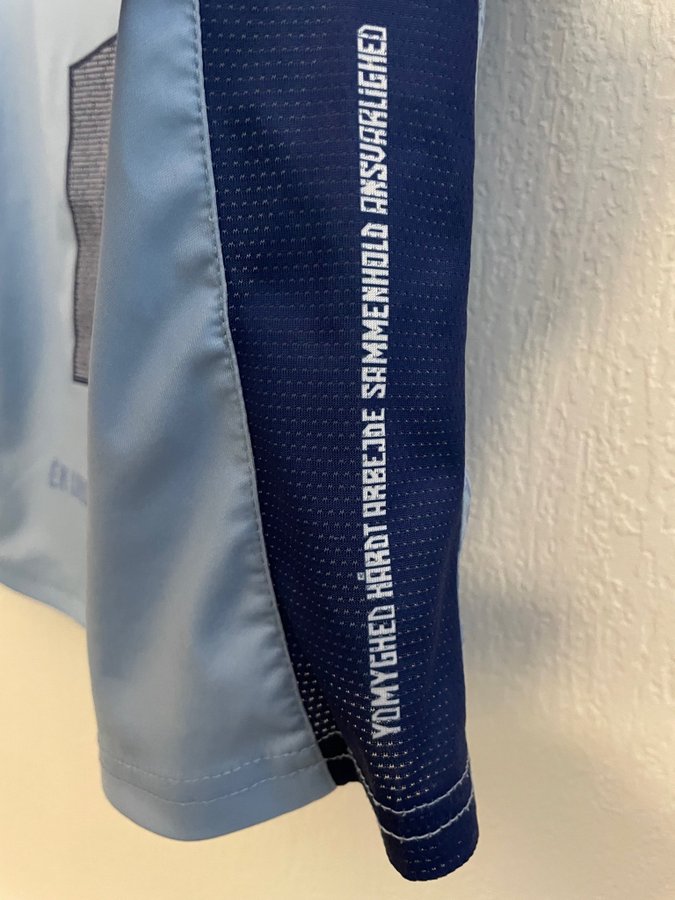 YDMYGHED HÅRDT ARBEJDE SAMMENHOLD ANSVARLIGHED